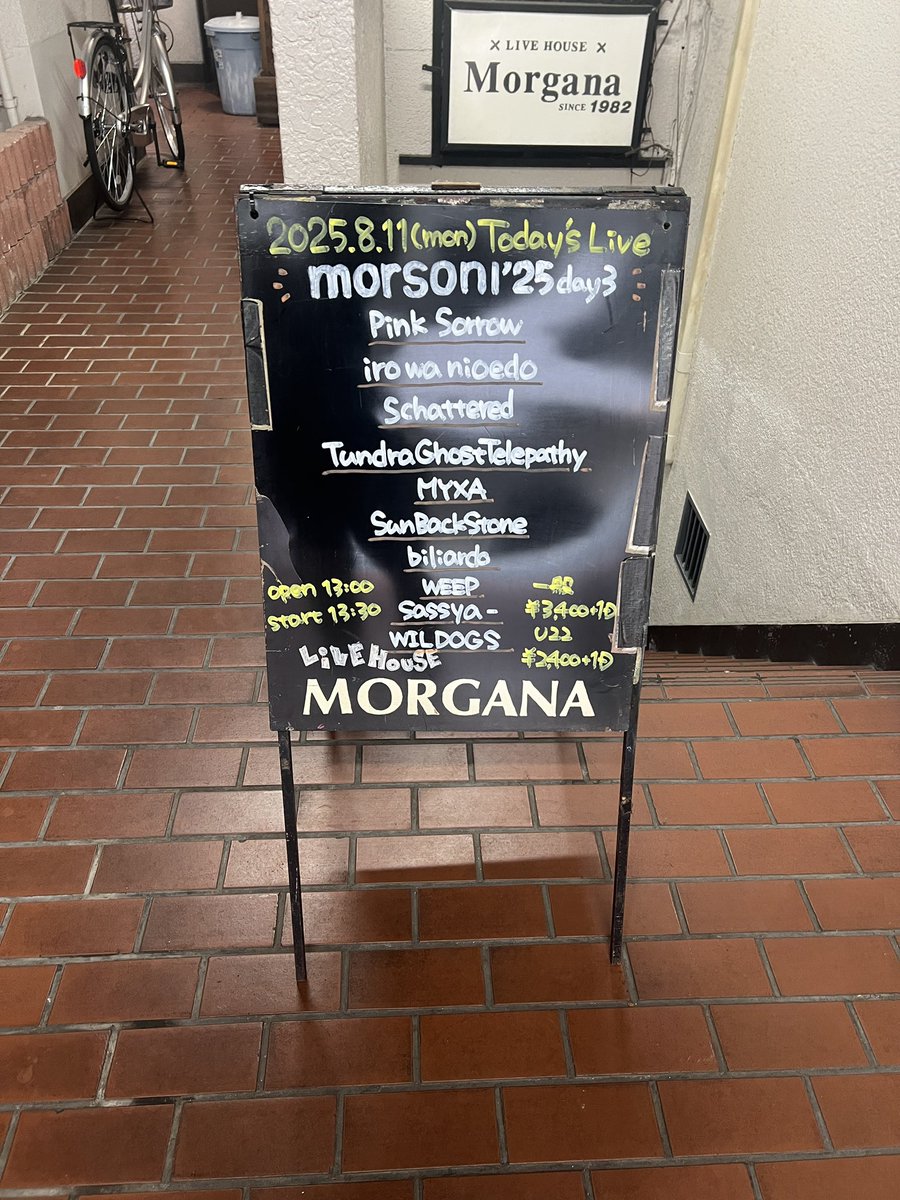 × LIVE HOUSE ×
Morgana
SINCE 1982
2025.8.11(mon) Today's Live
morsoni'25 day3
Pink Sorrow
iro wa nioedo
Schattered
TundraGhostTelepathy
MYXA
SunBackStone
biliardo
WEEP
sassya-
WILDOGS
open 13:00
start 13:30
一般
¥3,400+1D
U22
¥2,400+1D
LiVE HOUSE
MORGANA